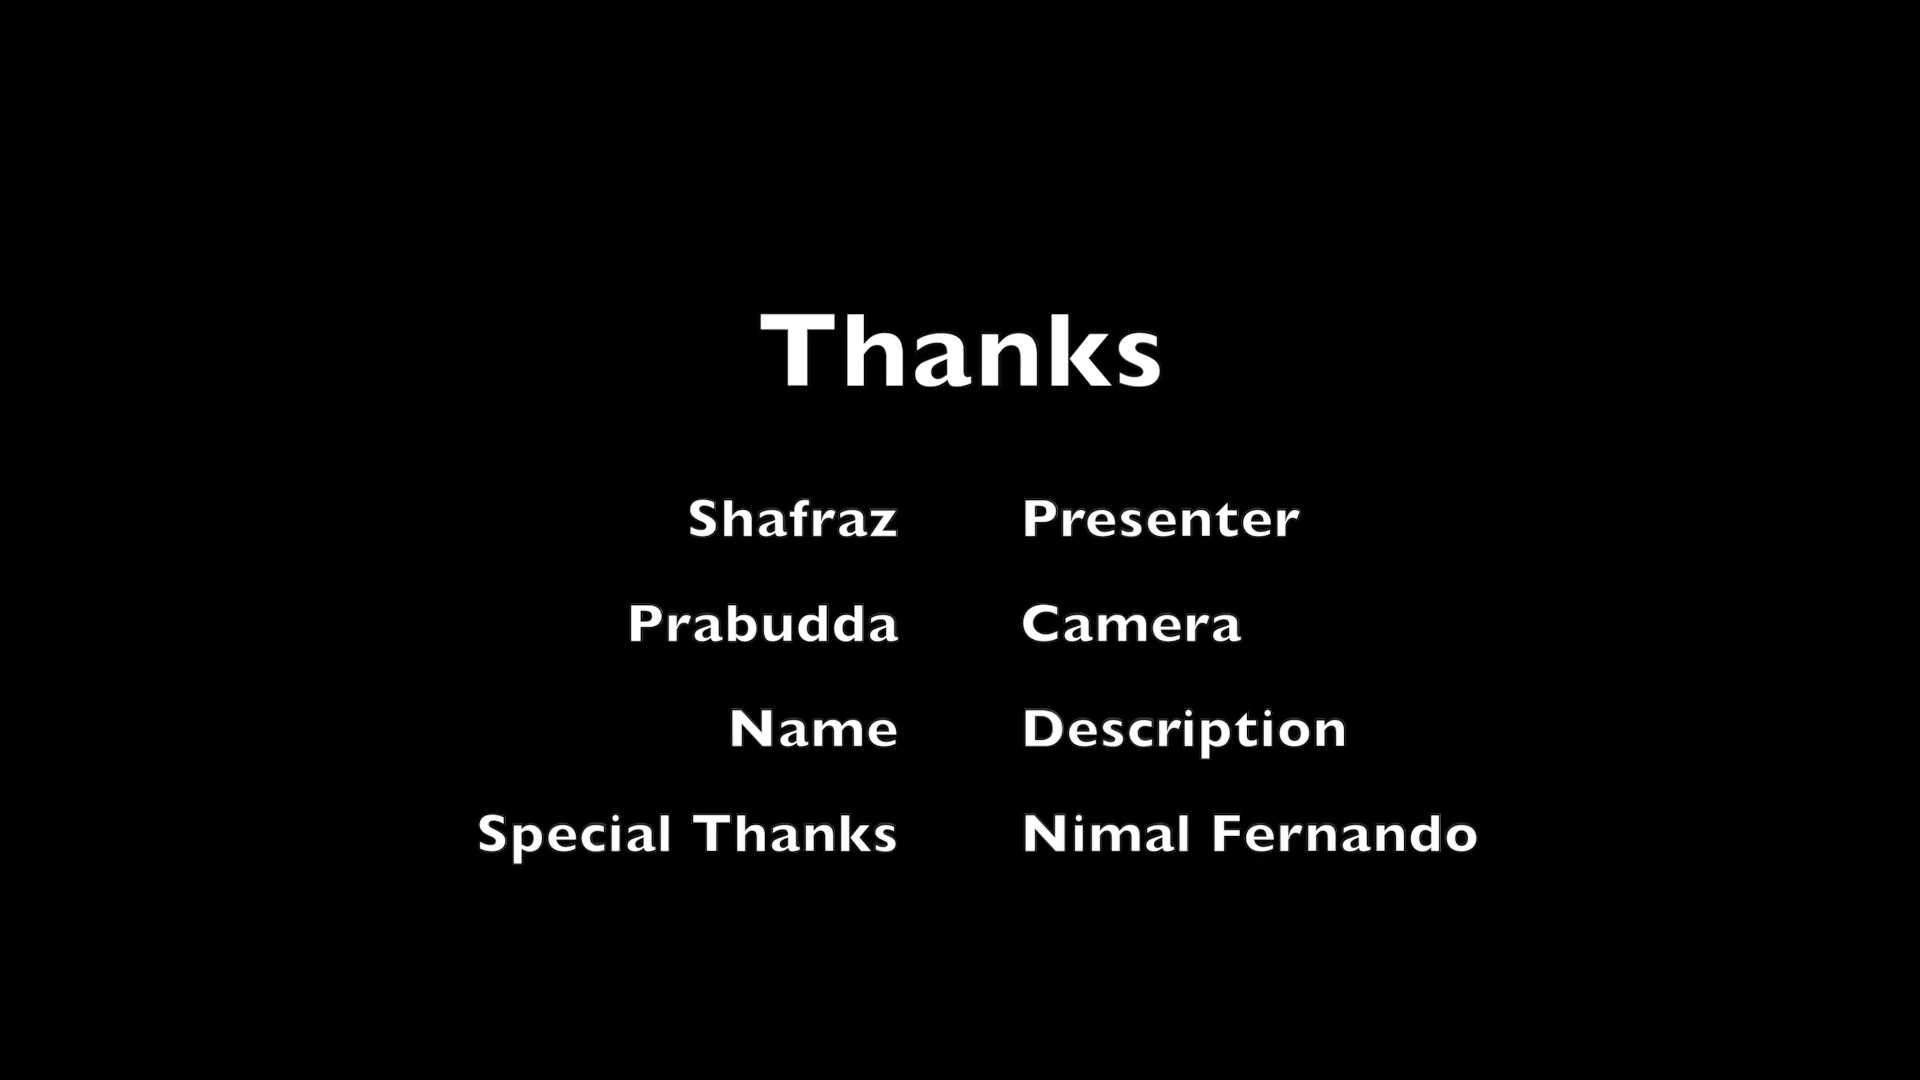 Thanks
Shafraz Presenter
Prabudda Camera
Name Description
Special Thanks Nimal Fernando